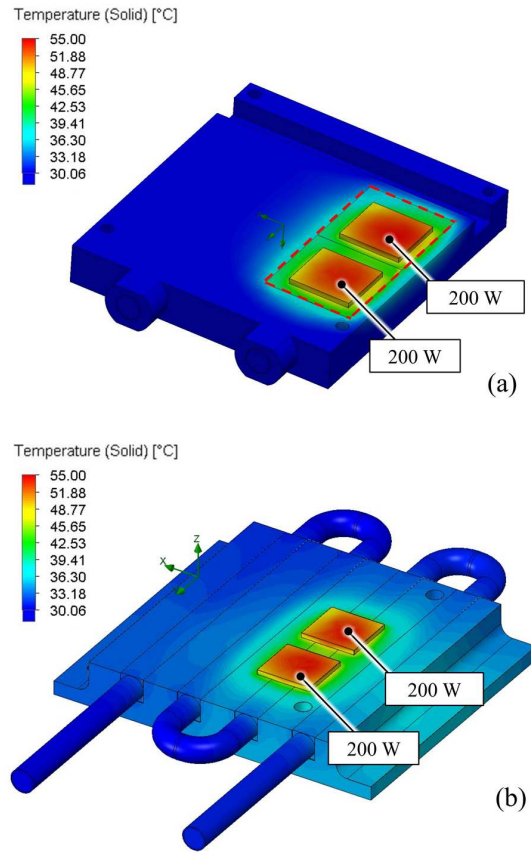 Temperature (Solid) [°C]
55.00
51.88
48.77
45.65
42.53
39.41
36.30
33.18
30.06
200 W
200 W
(a)
Temperature (Solid) [°C]
55.00
51.88
48.77
45.65
42.53
39.41
36.30
33.18
30.06
Z
X
200 W
200 W
(b)